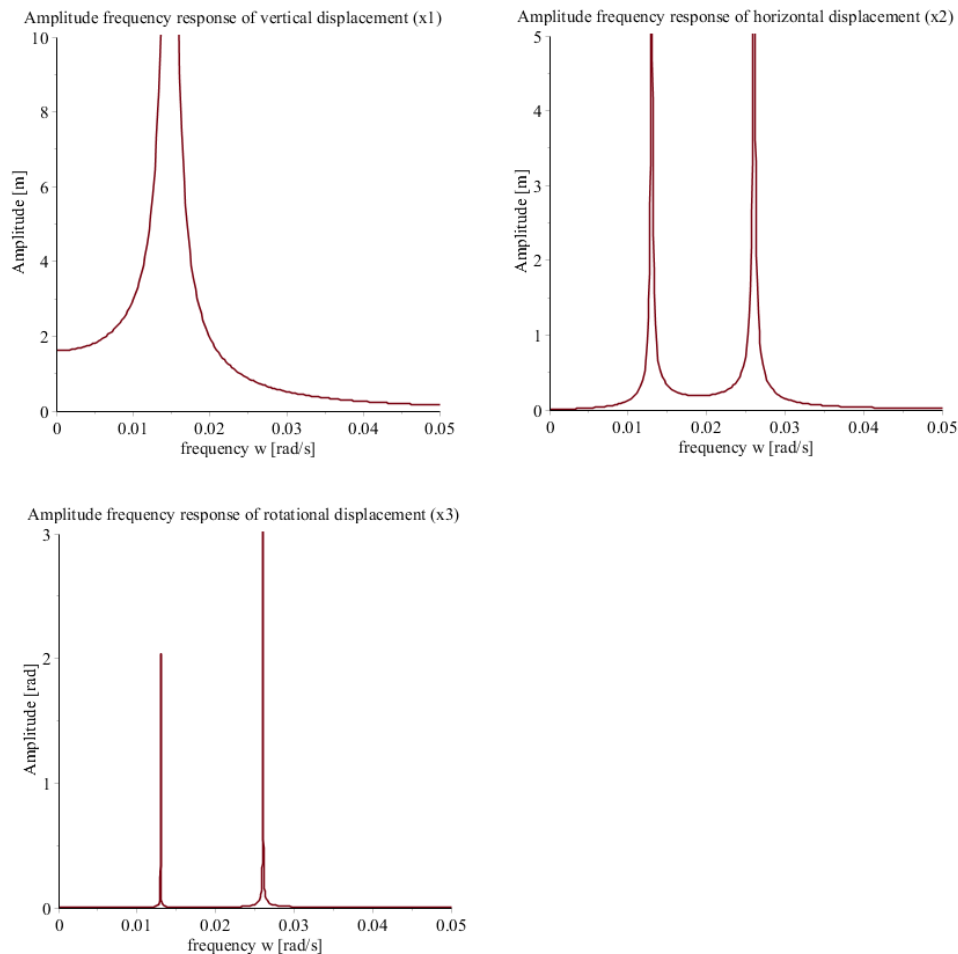 Amplitude frequency response of vertical displacement (x1)
10
8
6
4
2
0
Amplitude [m]
0 0.01 0.02 0.03 0.04 0.05
frequency w [rad/s]
Amplitude frequency response of horizontal displacement (x2)
5
4
3
2
1
0
Amplitude [m]
0 0.01 0.02 0.03 0.04 0.05
frequency w [rad/s]
Amplitude frequency response of rotational displacement (x3)
3
2
1
0
Amplitude [rad]
0 0.01 0.02 0.03 0.04 0.05
frequency w [rad/s]